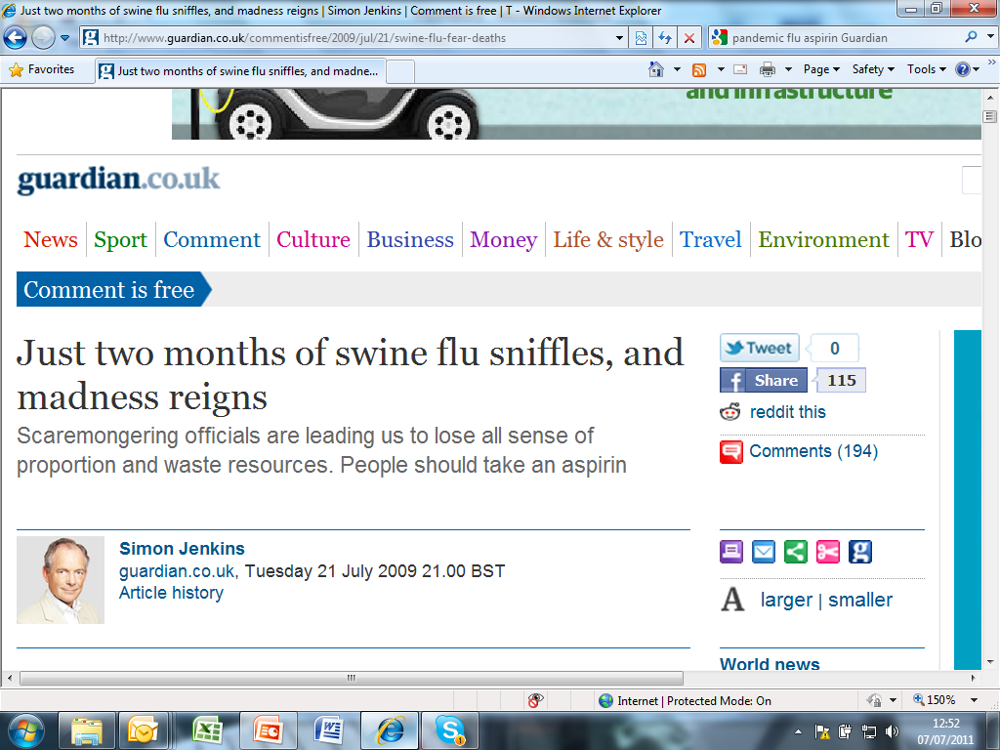 Just two months of swine flu sniffles, and madness reigns | Simon Jenkins | Comment is free | T - Windows Internet Explorer
http://www.guardian.co.uk/commentisfree/2009/jul/21/swine-flu-fear-deaths
pandemic flu aspirin Guardian
Favorites
Just two months of swine flu sniffles, and madne...
Page
Safety
Tools
and infrastructure
guardian.co.uk
News Sport Comment Culture Business Money Life & style Travel Environment TV Blo
Comment is free
Just two months of swine flu sniffles, and
madness reigns
Scaremongering officials are leading us to lose all sense of
proportion and waste resources. People should take an aspirin
Tweet 0
Share 115
reddit this
Comments (194)
Simon Jenkins
guardian.co.uk, Tuesday 21 July 2009 21.00 BST
Article history
A larger | smaller
World news
Internet | Protected Mode: On
150%
12:52
07/07/2011